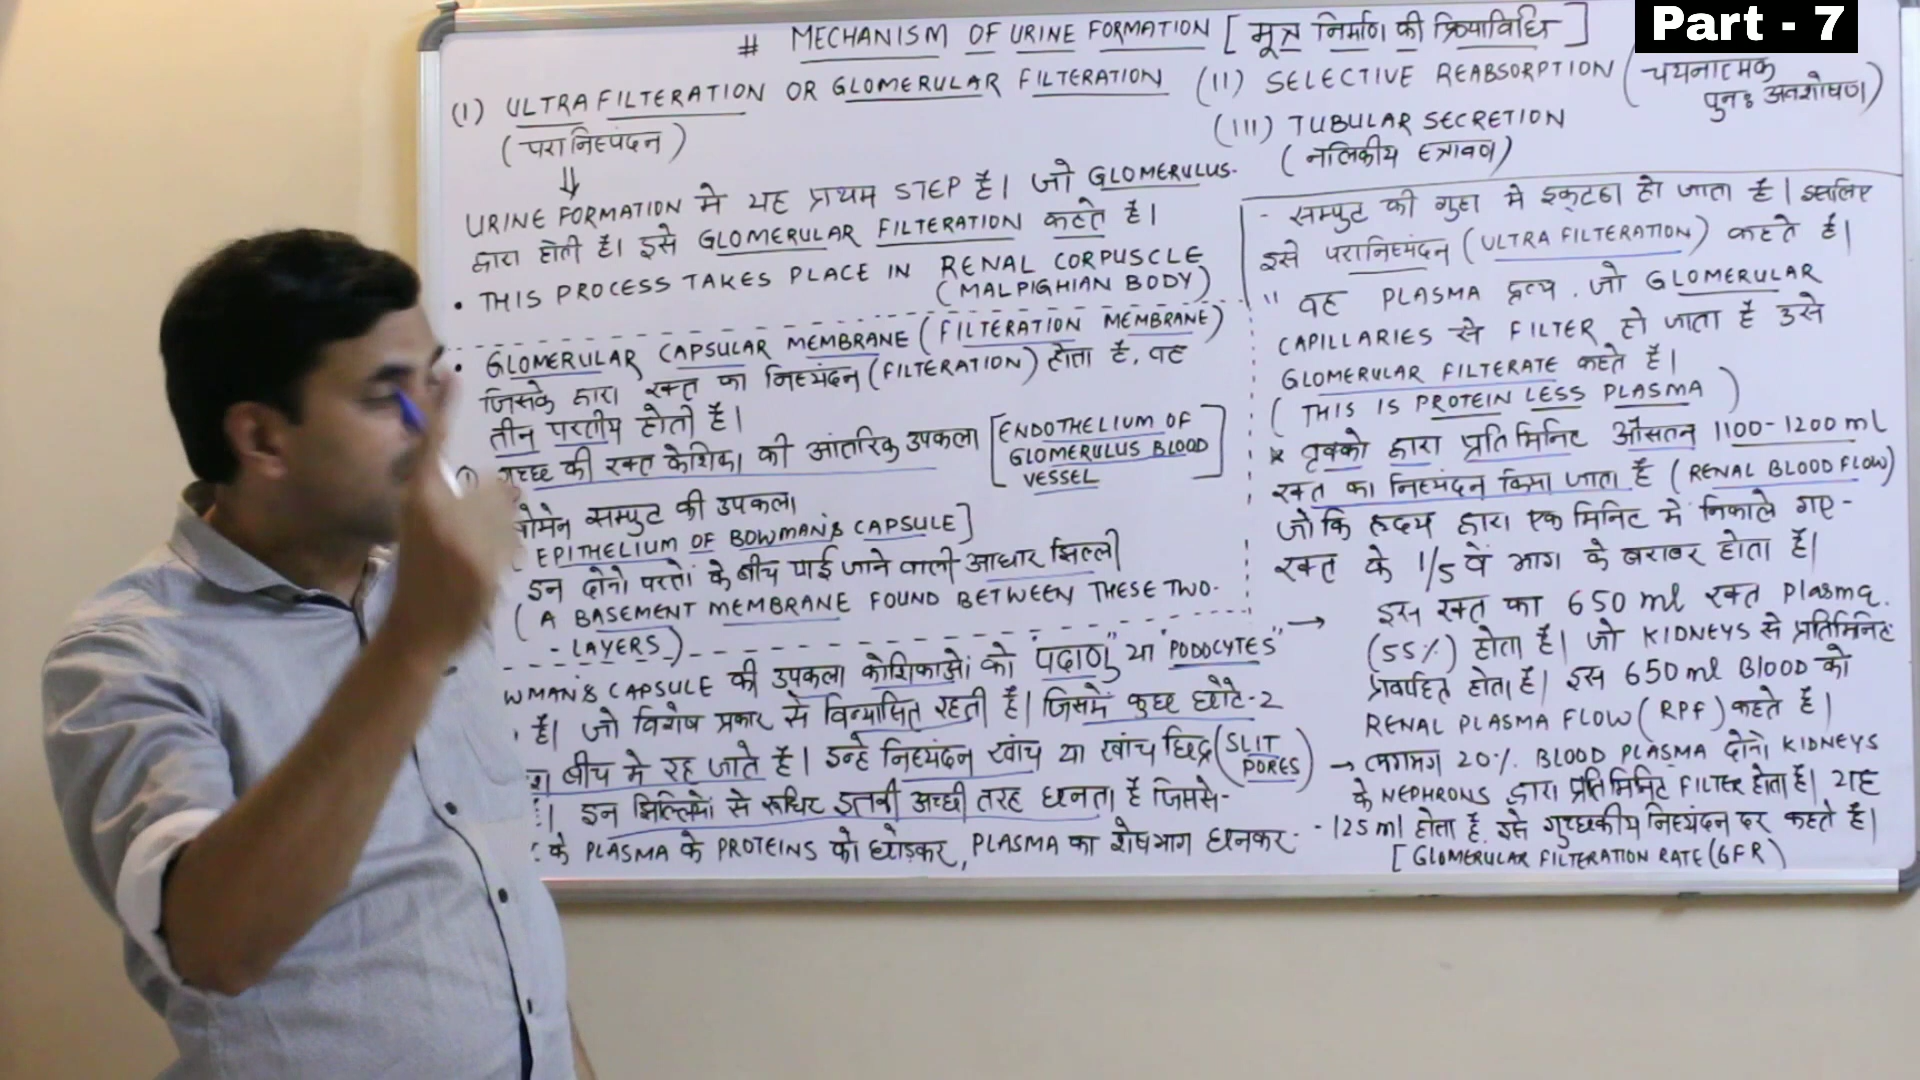 Part - 7
# MECHANISM OF URINE FORMATION [मूत्र निर्माण की क्रियाविधि]
(I) ULTRA FILTERATION OR GLOMERULAR FILTERATION
(परानिष्पंदन)
(II) SELECTIVE REABSORPTION (चयनात्मक
पुनः अवशोषण)
(III) TUBULAR SECRETION
(नलिकीय स्त्रावण)
⇓
URINE FORMATION मे यह प्राथम STEP है। जो GLOMERULUS-
द्वारा होती है। इसे GLOMERULAR FILTERATION कहते है।
• THIS PROCESS TAKES PLACE IN RENAL CORPUSCLE
(MALPIGHIAN BODY)
• GLOMERULAR CAPSULAR MEMBRANE (FILTERATION MEMBRANE)
जिसके द्वारा रक्त का निष्यंदन (FILTERATION) होता है, वह
तीन परतीय होती है।
गुच्छ की रक्त केशिका की आंतरिक उपकला [ENDOTHELIUM OF
GLOMERULUS BLOOD
VESSEL]
सम्पुट की उपकला
EPITHELIUM OF BOWMAN'S CAPSULE]
इन दोनो परतों के बीच पाई जाने वाली आधार झिल्ली
(A BASEMENT MEMBRANE FOUND BETWEEN THESE TWO-
- LAYERS)
WMAN'S CAPSULE की उपकला कोशिकाओं को "पदाणु" या "PODOCYTES"
है। जो विशेष प्रकार से विन्यासित रहती है। जिसमें कुछ छोटे-2
बीच मे रह जाते है। इन्हे निष्यंदन खांच या खांच छिद्र (SLIT
PORES)
इन झिल्लियों से रूधिर इतनी अच्छी तरह छनता है जिससे-
के PLASMA के PROTEINS को छोड़कर, PLASMA का शेषभाग छनकर-
- सम्पुट की गुहा मे इकट्ठा हो जाता है। इसलिए
इसे परानिष्यंदन (ULTRA FILTERATION) कहते है।
" वह PLASMA द्रव्य, जो GLOMERULAR
CAPILLARIES से FILTER हो जाता है उसे
GLOMERULAR FILTERATE कहते है।
(THIS IS PROTEIN LESS PLASMA)
* वृक्को द्वारा प्रति मिनिट औसतन 1100-1200 ml
रक्त का निष्यंदन किया जाता है (RENAL BLOOD FLOW)
जो कि हृदय द्वारा एक मिनिट में निकाले गए -
रक्त के 1/5 वें भाग के बराबर होता है।
→ इस रक्त का 650 ml रक्त Plasma.
(55%) होता है। जो KIDNEYS से प्रतिमिनिट
प्रवाहित होता है। इस 650 ml BLOOD को
RENAL PLASMA FLOW (RPF) कहते है।
→ लगभग 20% BLOOD PLASMA दोनो KIDNEYS
के NEPHRONS द्वारा प्रति मिनिट FILTER होता है। यह
- 125 ml होता है. इसे गुच्छकीय निष्यंदन दर कहते है।
[GLOMERULAR FILTERATION RATE (GFR)